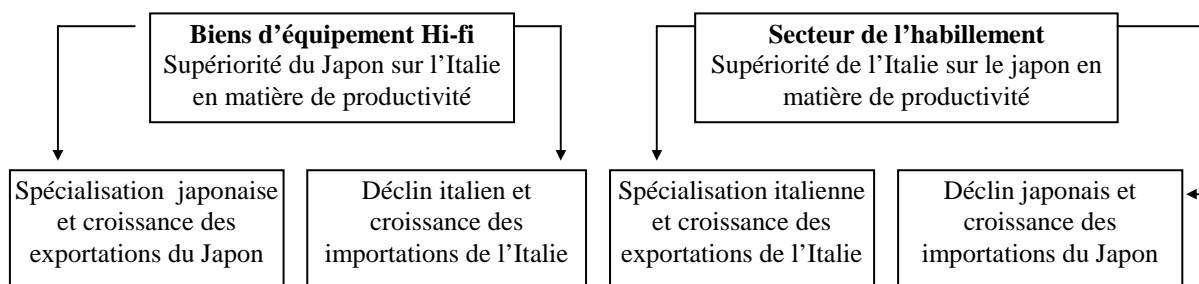 Biens d’équipement Hi-fi
Supériorité du Japon sur l’Italie
en matière de productivité
Secteur de l’habillement
Supériorité de l’Italie sur le japon en
matière de productivité
Spécialisation japonaise
et croissance des
exportations du Japon
Déclin italien et
croissance des
importations de l’Italie
Spécialisation italienne
et croissance des
exportations de l’Italie
Déclin japonais et
croissance des
importations du Japon